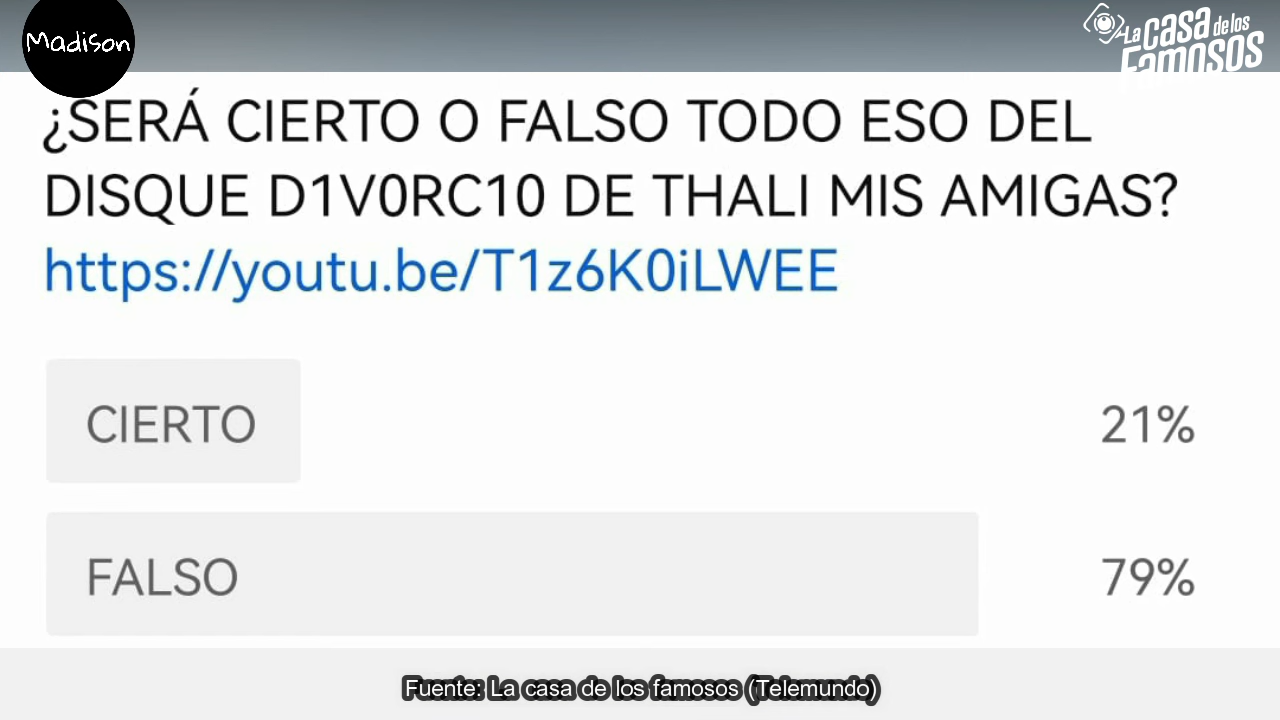 Madison
La casa de los
Famosos
¿SERÁ CIERTO O FALSO TODO ESO DEL
DISQUE D1V0RC10 DE THALI MIS AMIGAS?
https://youtu.be/T1z6K0iLWEE
CIERTO 21%
FALSO 79%
Fuente: La casa de los famosos (Telemundo)